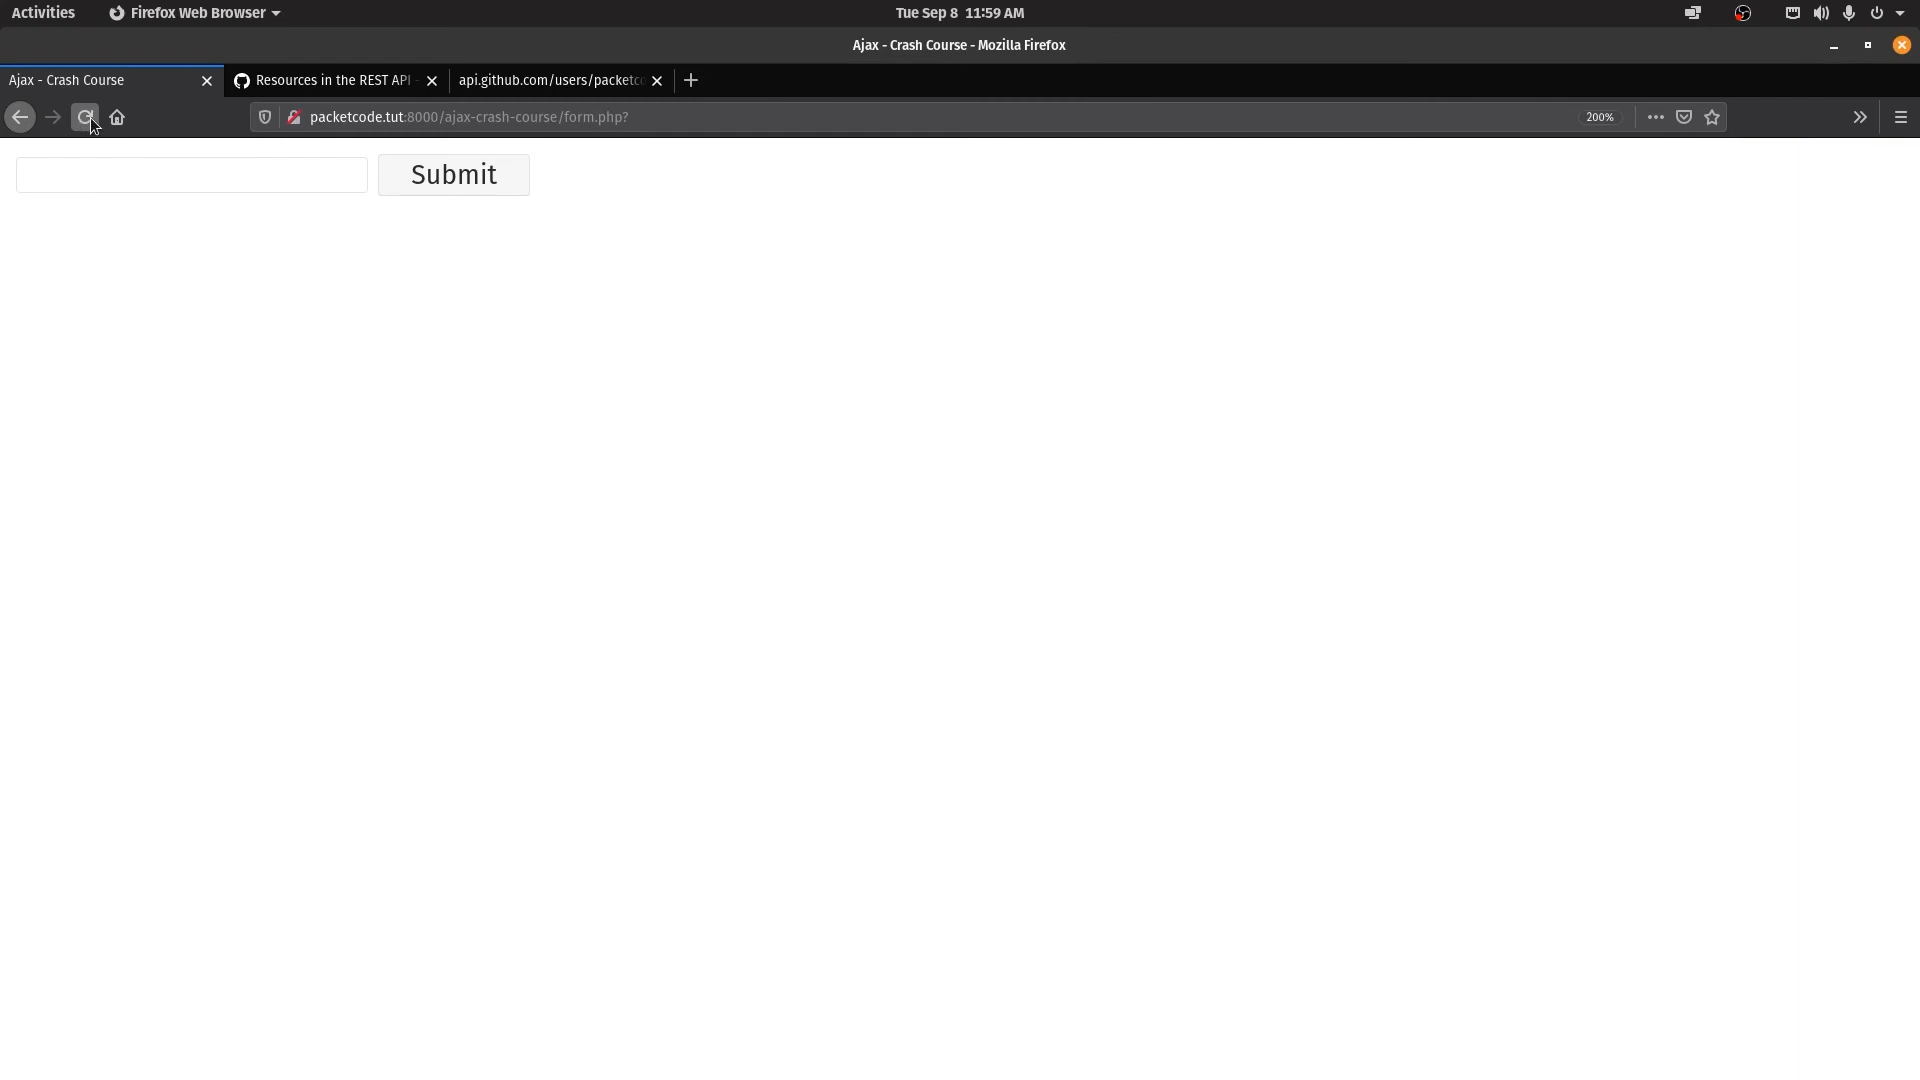 Activities Firefox Web Browser Tue Sep 8 11:59 AM
Ajax - Crash Course - Mozilla Firefox
Ajax - Crash Course Resources in the REST API - api.github.com/users/packetco
packetcode.tut:8000/ajax-crash-course/form.php? 200%
Submit